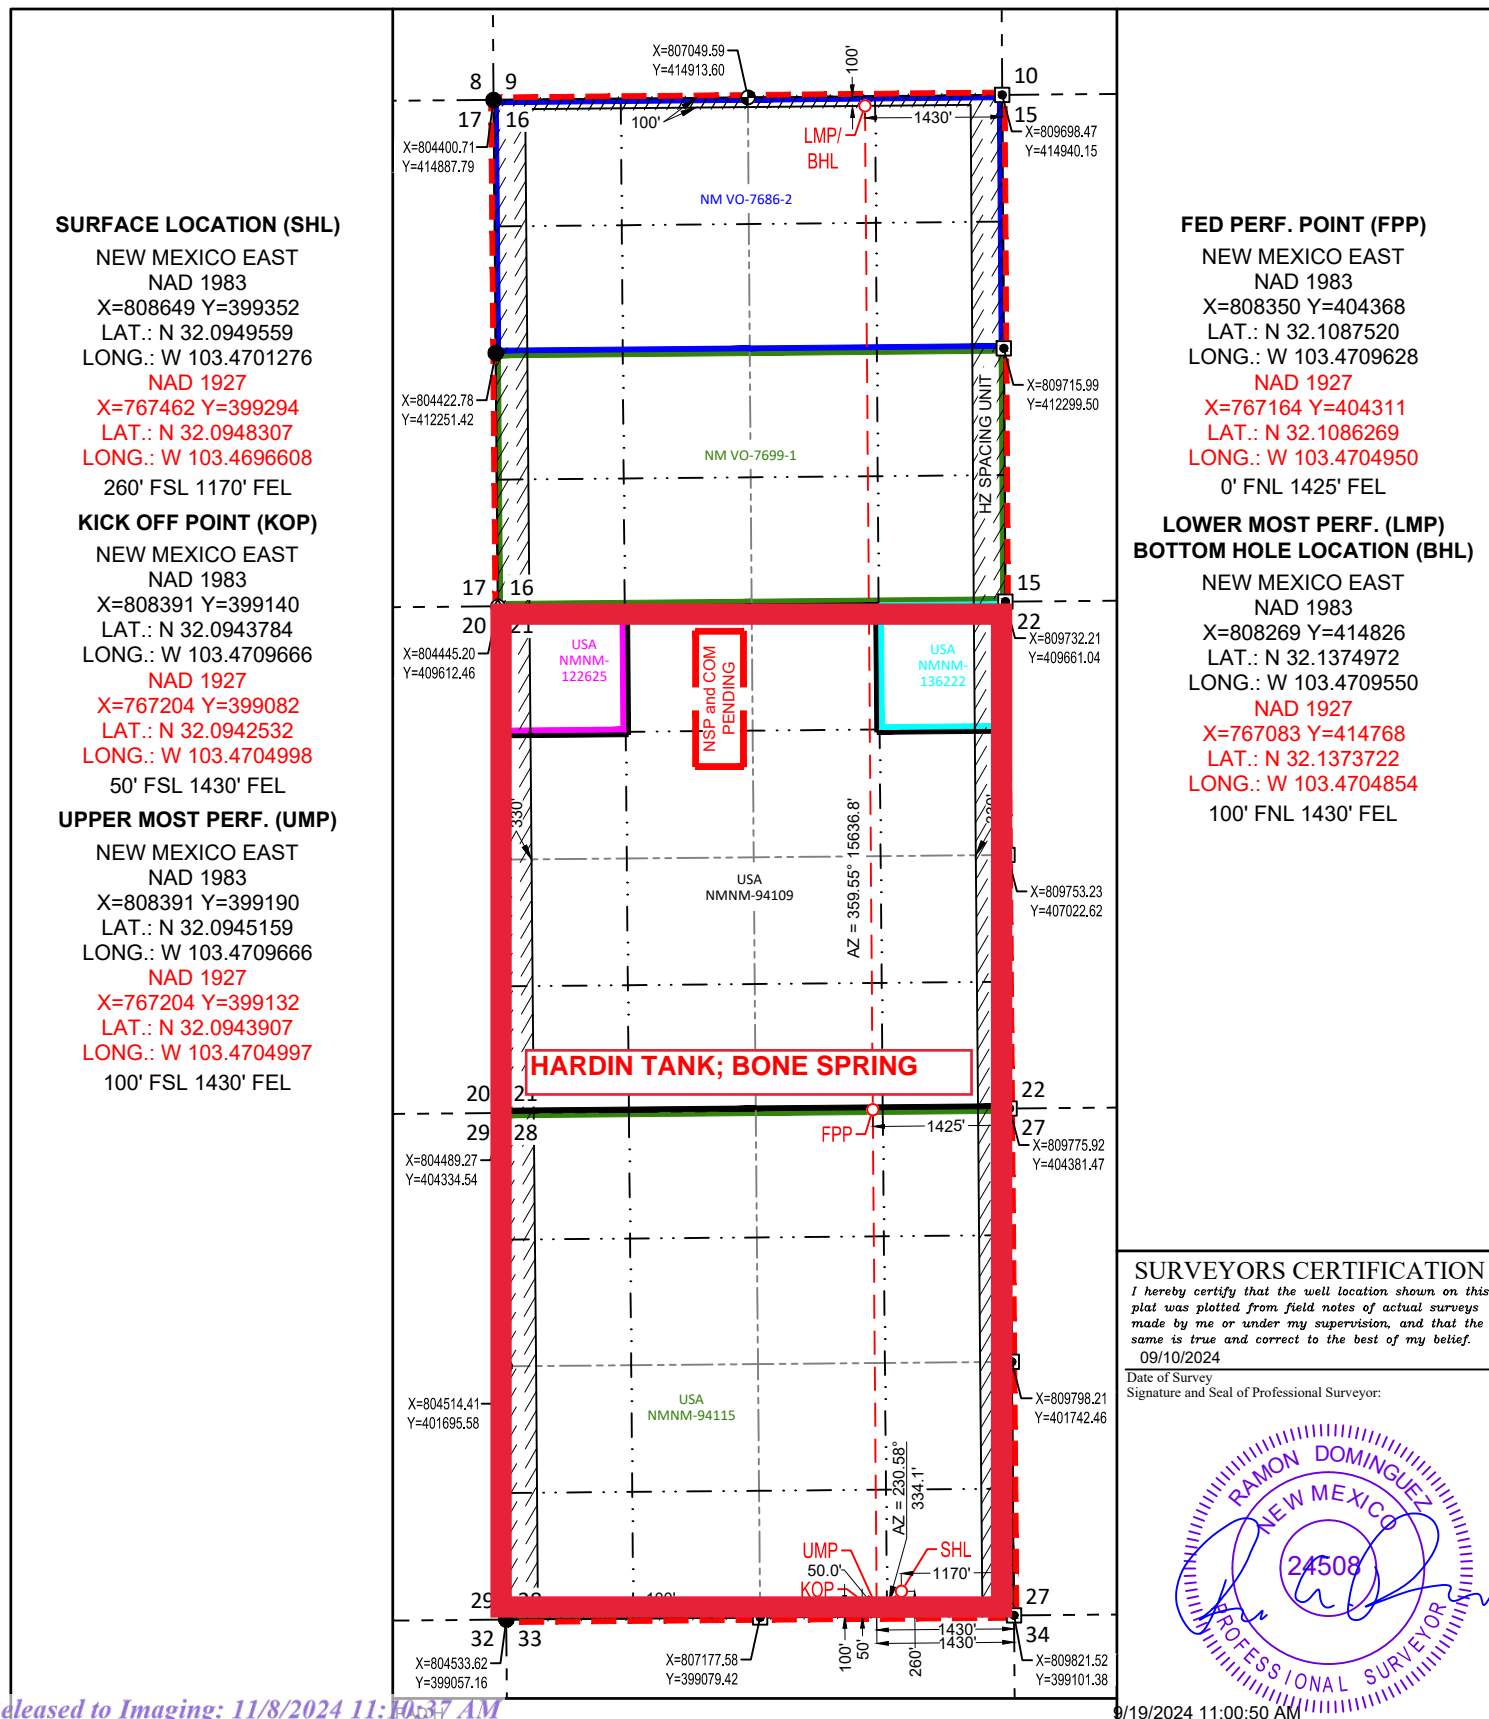 SURFACE LOCATION (SHL)
NEW MEXICO EAST
NAD 1983
X=808649 Y=399352
LAT.: N 32.0949559
LONG.: W 103.4701276
NAD 1927
X=767462 Y=399294
LAT.: N 32.0948307
LONG.: W 103.4696608
260' FSL 1170' FEL
KICK OFF POINT (KOP)
NEW MEXICO EAST
NAD 1983
X=808391 Y=399140
LAT.: N 32.0943784
LONG.: W 103.4709666
NAD 1927
X=767204 Y=399082
LAT.: N 32.0942532
LONG.: W 103.4704998
50' FSL 1430' FEL
UPPER MOST PERF. (UMP)
NEW MEXICO EAST
NAD 1983
X=808391 Y=399190
LAT.: N 32.0945159
LONG.: W 103.4709666
NAD 1927
X=767204 Y=399132
LAT.: N 32.0943907
LONG.: W 103.4704997
100' FSL 1430' FEL
X=807049.59
Y=414913.60
100'
8 9
10
17 16
15
100'
1430'
LMP/
BHL
X=804400.71
Y=414887.79
X=809698.47
Y=414940.15
NM VO-7686-2
X=804422.78
Y=412251.42
X=809715.99
Y=412299.50
NM VO-7699-1
HZ SPACING UNIT
17 16
15
20 21
22
X=804445.20
Y=409612.46
X=809732.21
Y=409661.04
USA
NMNM-
122625
NSP and COM
PENDING
USA
NMNM-
136222
330'
330'
AZ = 359.55° 15636.8'
USA
NMNM-94109
X=809753.23
Y=407022.62
HARDIN TANK; BONE SPRING
20 21
22
29 28
27
FPP
1425'
X=804489.27
Y=404334.54
X=809775.92
Y=404381.47
X=804514.41
Y=401695.58
X=809798.21
Y=401742.46
USA
NMNM-94115
AZ = 230.58°
334.1'
UMP
50.0'
KOP
SHL
1170'
29 28
27
100'
32 33
34
1430'
1430'
100'
50'
260'
X=804533.62
Y=399057.16
X=807177.58
Y=399079.42
X=809821.52
Y=399101.38
FED PERF. POINT (FPP)
NEW MEXICO EAST
NAD 1983
X=808350 Y=404368
LAT.: N 32.1087520
LONG.: W 103.4709628
NAD 1927
X=767164 Y=404311
LAT.: N 32.1086269
LONG.: W 103.4704950
0' FNL 1425' FEL
LOWER MOST PERF. (LMP)
BOTTOM HOLE LOCATION (BHL)
NEW MEXICO EAST
NAD 1983
X=808269 Y=414826
LAT.: N 32.1374972
LONG.: W 103.4709550
NAD 1927
X=767083 Y=414768
LAT.: N 32.1373722
LONG.: W 103.4704854
100' FNL 1430' FEL
SURVEYORS CERTIFICATION
I hereby certify that the well location shown on this
plat was plotted from field notes of actual surveys
made by me or under my supervision, and that the
same is true and correct to the best of my belief.
09/10/2024
Date of Survey
Signature and Seal of Professional Surveyor:
RAMON DOMINGUEZ
NEW MEXICO
24508
PROFESSIONAL SURVEYOR
eleased to Imaging: 11/8/2024 11:10:37 AM
9/19/2024 11:00:50 AM